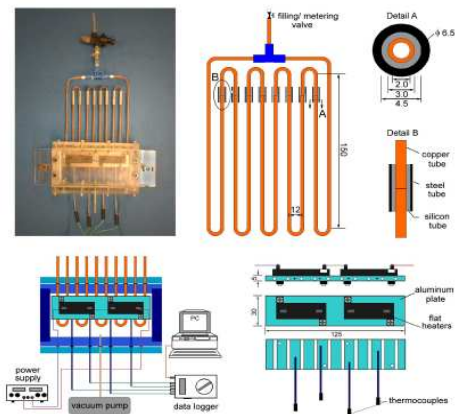 filling/ metering
valve
B
A
150
12
Detail A
ϕ 6.5
2.0
3.0
4.5
Detail B
copper
tube
steel
tube
silicon
tube
PC
power
supply
vacuum pump
data logger
30
125
aluminum
plate
flat
heaters
thermocouples